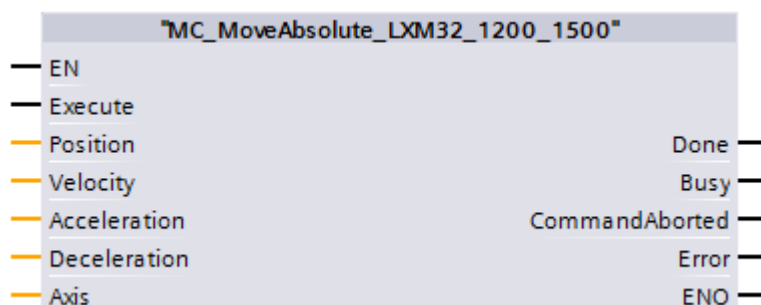 "MC_MoveAbsolute_LXM32_1200_1500"
EN
Execute
Position Done
Velocity Busy
Acceleration CommandAborted
Deceleration Error
Axis ENO